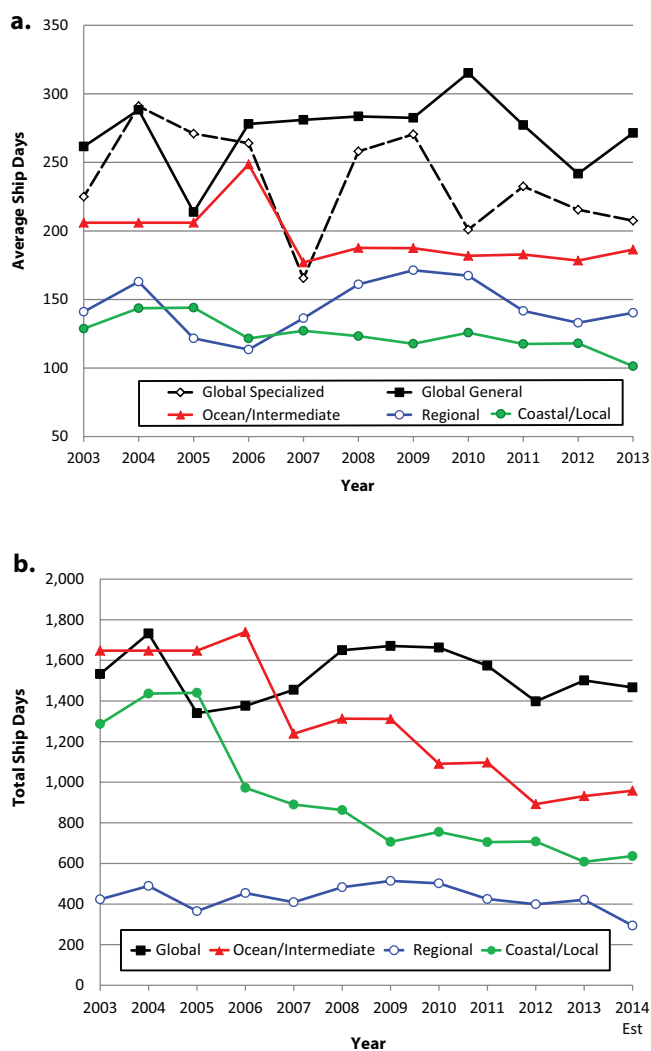 a.
350
300
250
200
150
100
50
Average Ship Days
Global Specialized
Global General
Ocean/Intermediate
Regional
Coastal/Local
2003 2004 2005 2006 2007 2008 2009 2010 2011 2012 2013
Year
b.
2,000
1,800
1,600
1,400
1,200
1,000
800
600
400
200
0
Total Ship Days
Global Ocean/Intermediate Regional Coastal/Local
2003 2004 2005 2006 2007 2008 2009 2010 2011 2012 2013 2014
Est
Year